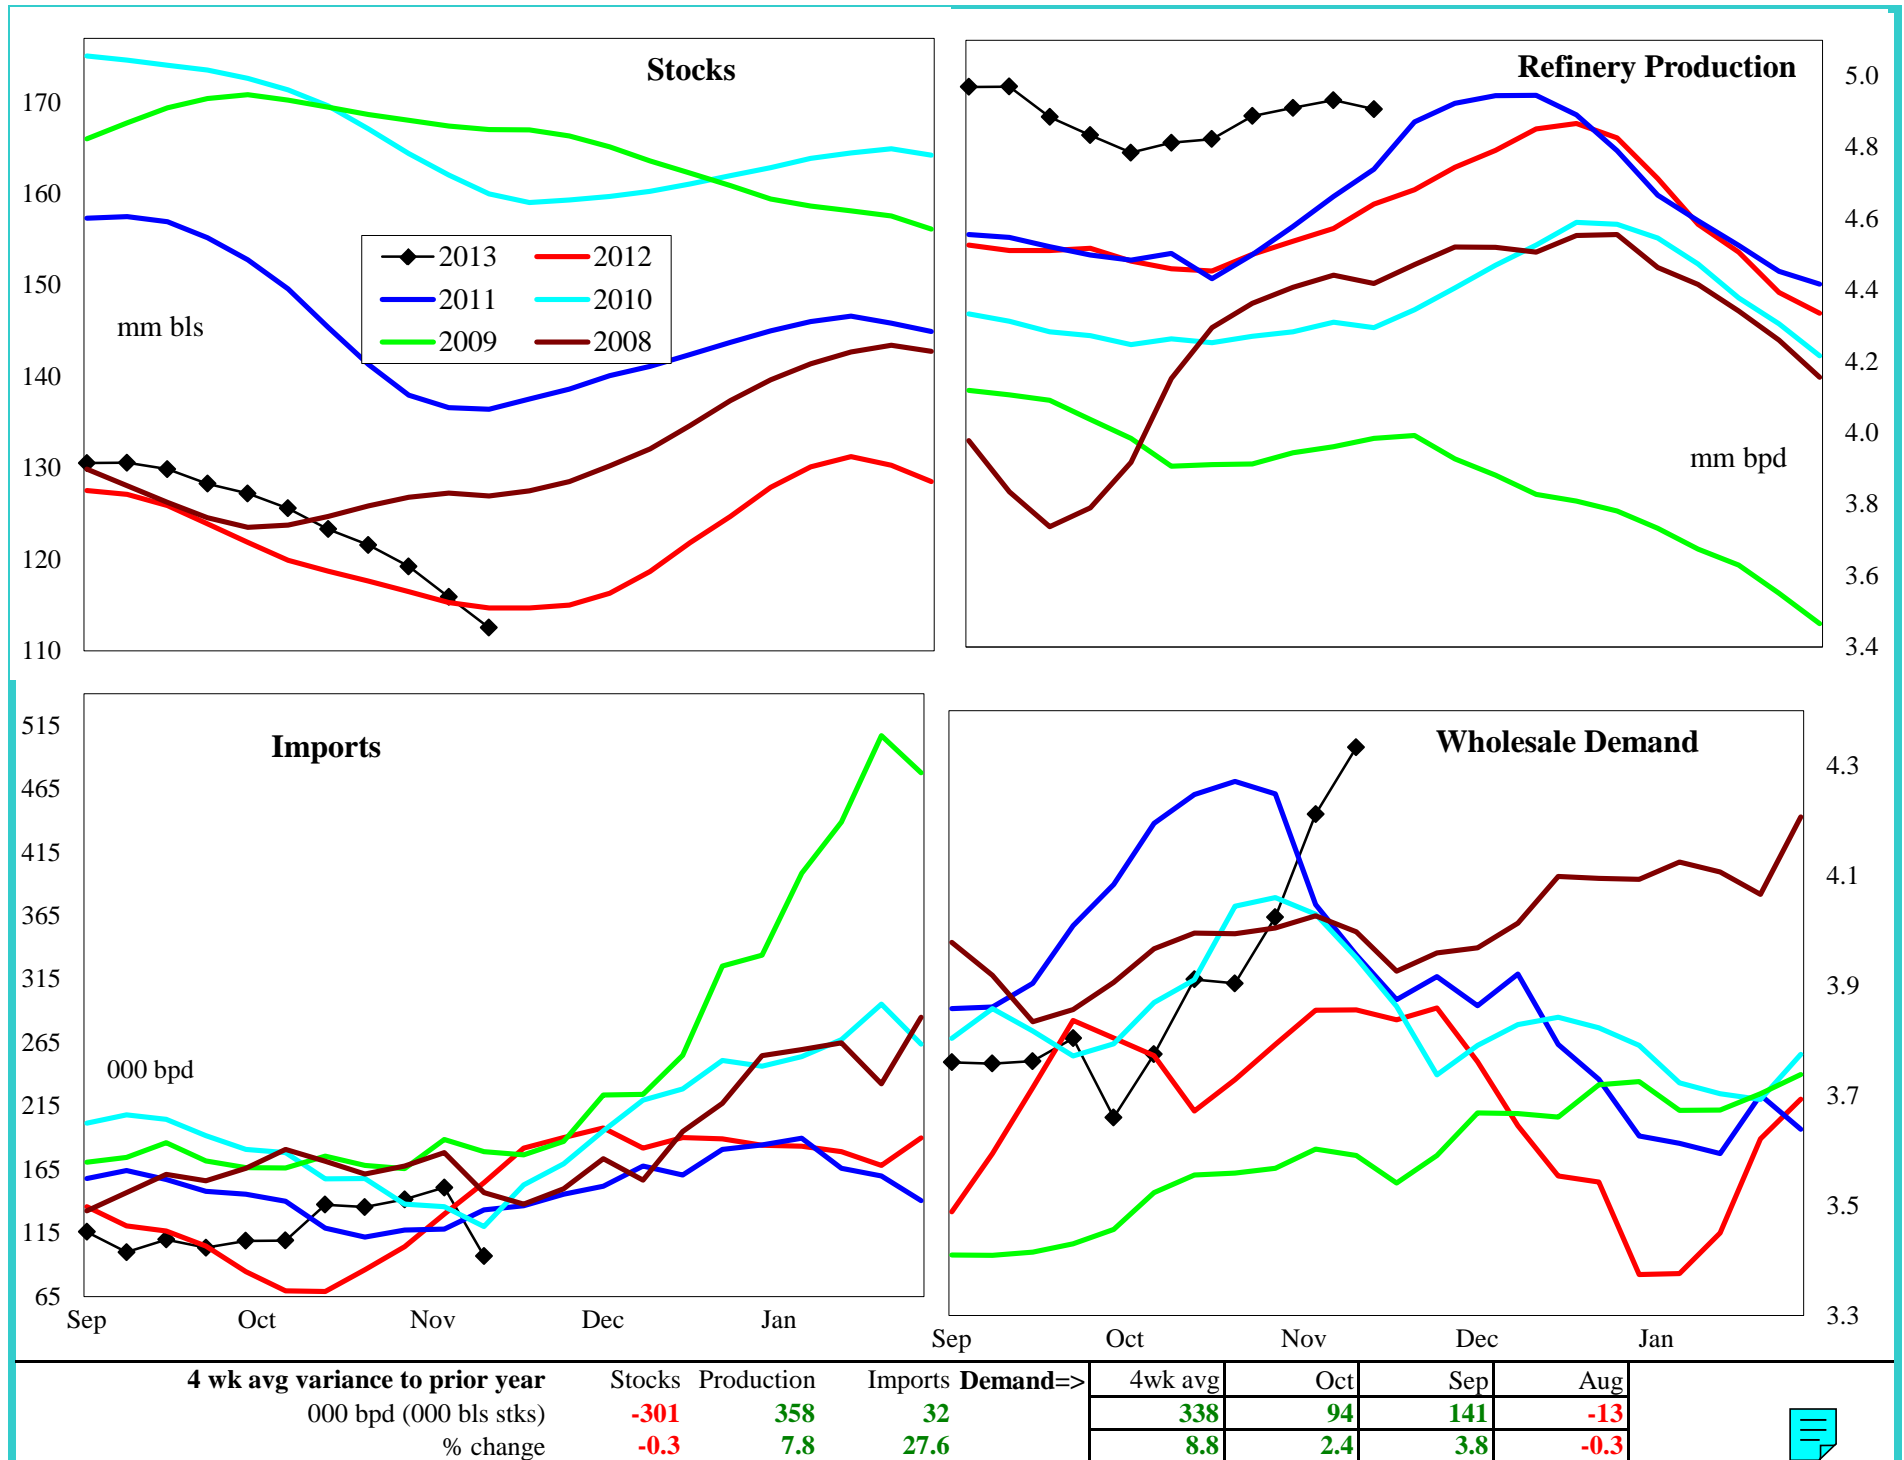 Stocks
170
160
150
140
130
120
110
mm bls
2013 2012
2011 2010
2009 2008
Refinery Production
5.0
4.8
4.6
4.4
4.2
4.0
3.8
3.6
3.4
mm bpd
Imports
515
465
415
365
315
265
215
165
115
65
000 bpd
Sep Oct Nov Dec Jan
Wholesale Demand
4.3
4.1
3.9
3.7
3.5
3.3
Sep Oct Nov Dec Jan
4 wk avg variance to prior year Stocks Production Imports Demand=> 4wk avg Oct Sep Aug
000 bpd (000 bls stks) -301 358 32 338 94 141 -13
% change -0.3 7.8 27.6 8.8 2.4 3.8 -0.3